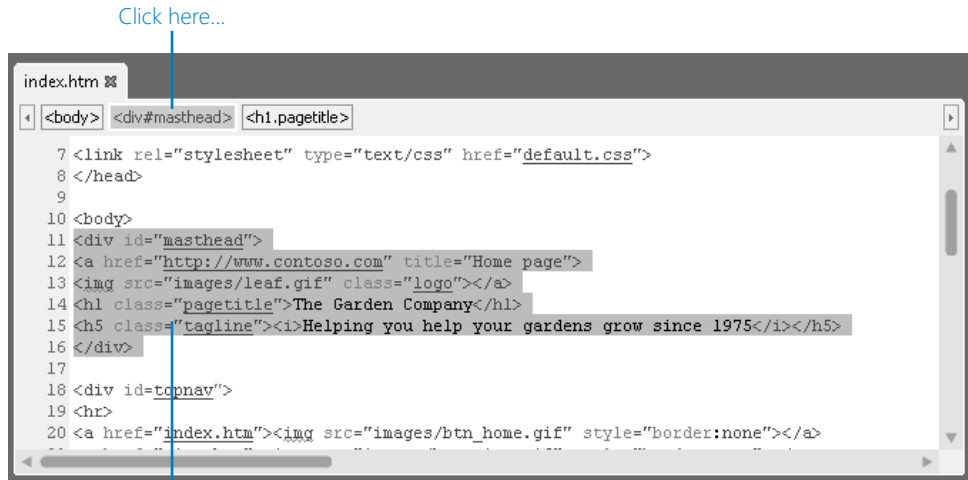 Click here...
index.htm
<body> <div#masthead> <h1.pagetitle>
7 <link rel="stylesheet" type="text/css" href="default.css">
8 </head>
9
10 <body>
11 <div id="masthead">
12 <a href="http://www.contoso.com" title="Home page">
13 <img src="images/leaf.gif" class="logo"></a>
14 <h1 class="pagetitle">The Garden Company</h1>
15 <h5 class="tagline"><i>Helping you help your gardens grow since 1975</i></h5>
16 </div>
17
18 <div id=topnav">
19 <hr>
20 <a href="index.htm"><img src="images/btn_home.gif" style="border:none"></a>